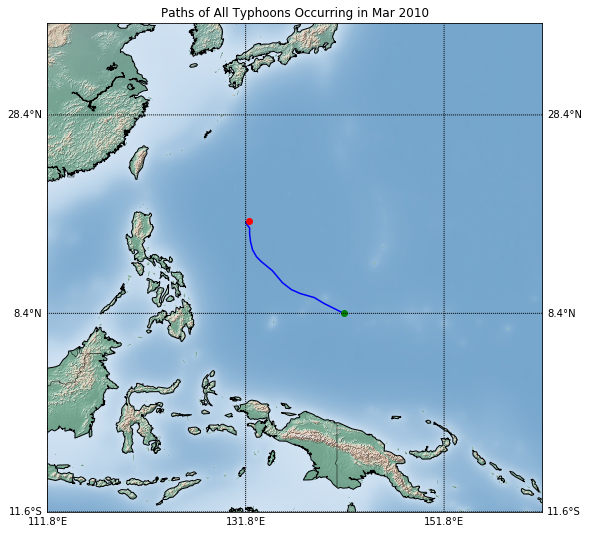 Paths of All Typhoons Occurring in Mar 2010
28.4°N 28.4°N
8.4°N 8.4°N
11.6°S 11.6°S
111.8°E 131.8°E 151.8°E